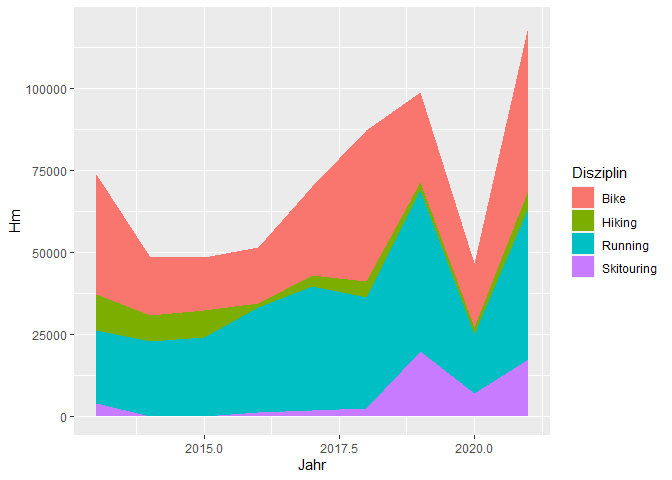 100000
75000
50000
25000
0
Hm
2015.0
2017.5
2020.0
Jahr
Disziplin
Bike
Hiking
Running
Skitouring